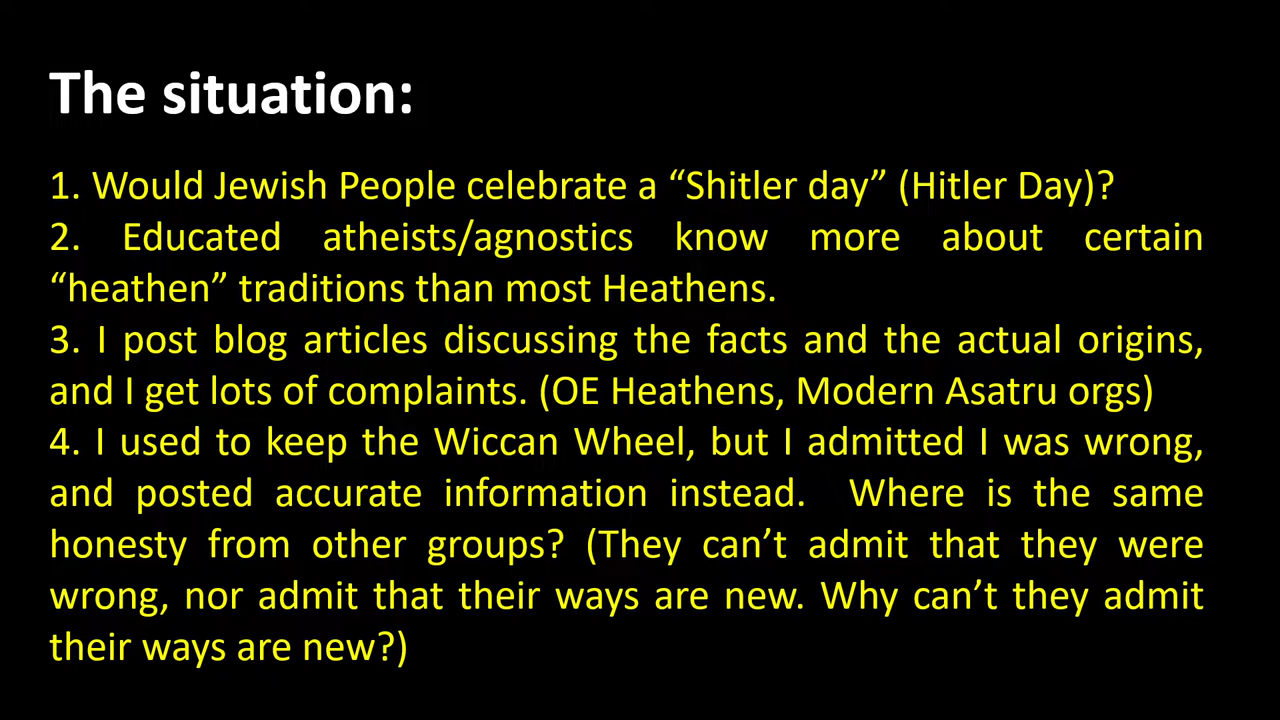 The situation:
1. Would Jewish People celebrate a “Shitler day” (Hitler Day)?
2. Educated atheists/agnostics know more about certain
“heathen” traditions than most Heathens.
3. I post blog articles discussing the facts and the actual origins,
and I get lots of complaints. (OE Heathens, Modern Asatru orgs)
4. I used to keep the Wiccan Wheel, but I admitted I was wrong,
and posted accurate information instead. Where is the same
honesty from other groups? (They can’t admit that they were
wrong, nor admit that their ways are new. Why can’t they admit
their ways are new?)